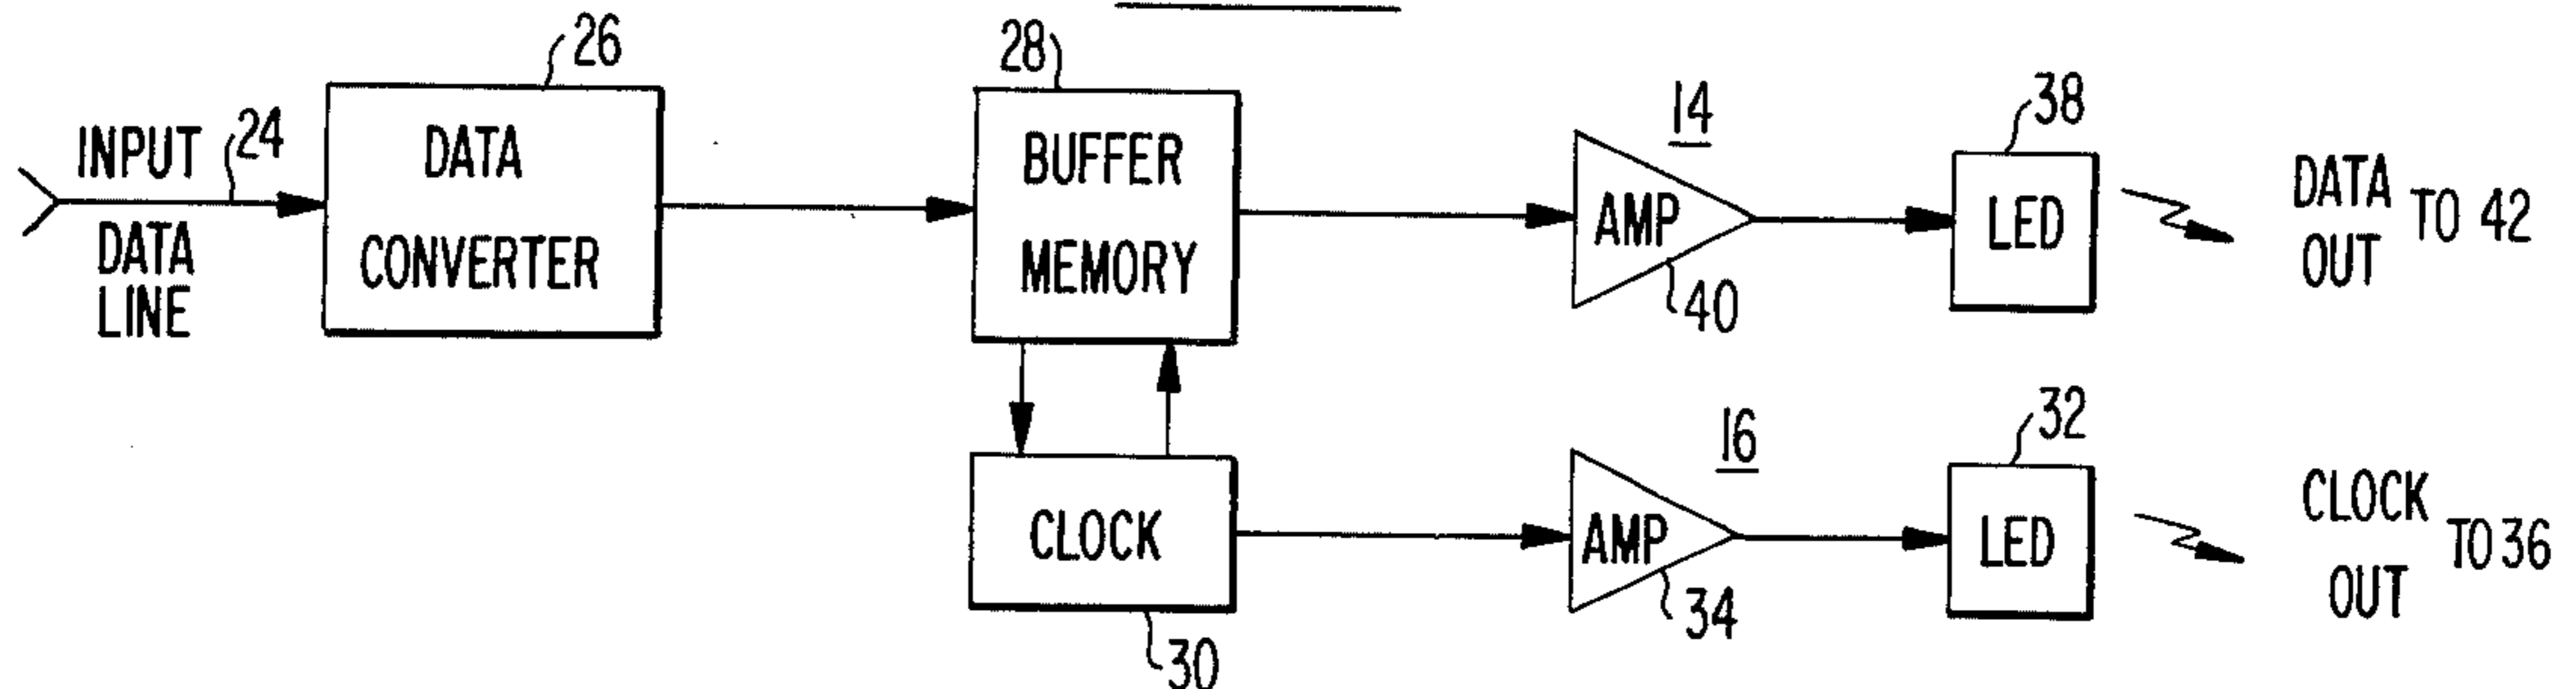 26
28
14
38
INPUT
24
DATA
LINE
DATA
CONVERTER
BUFFER
MEMORY
AMP
40
LED
DATA
OUT
TO 42
CLOCK
30
16
AMP
34
32
LED
CLOCK
OUT
TO 36